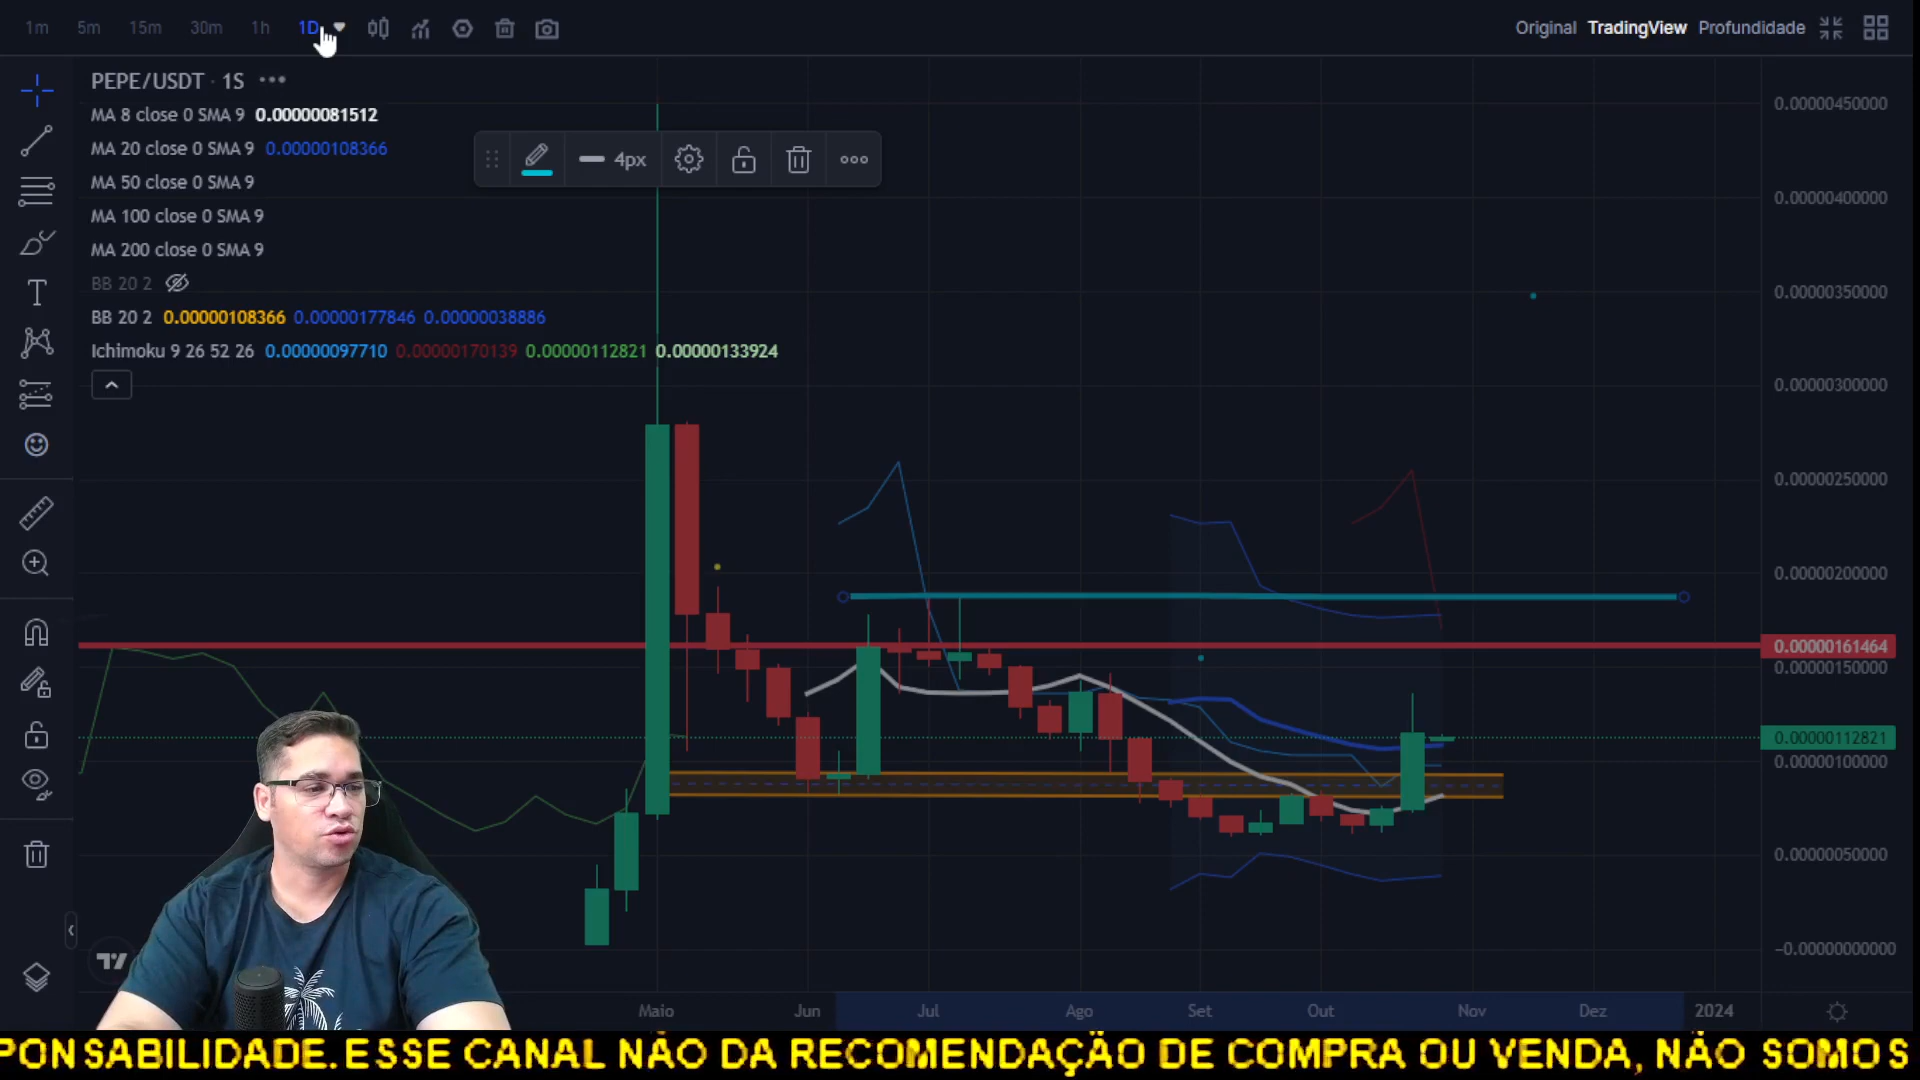 1m 5m 15m 30m 1h 1D
Original TradingView Profundidade
PEPE/USDT · 1S
MA 8 close 0 SMA 9 0.00000081512
MA 20 close 0 SMA 9 0.00000108366
MA 50 close 0 SMA 9
MA 100 close 0 SMA 9
MA 200 close 0 SMA 9
BB 20 2
BB 20 2 0.00000108366 0.00000177846 0.00000038886
Ichimoku 9 26 52 26 0.00000097710 0.00000170139 0.00000112821 0.00000133924
4px
0.00000450000
0.00000400000
0.00000350000
0.00000300000
0.00000250000
0.00000200000
0.00000161464
0.00000150000
0.00000112821
0.00000100000
0.00000050000
−0.00000000000
Maio Jun Jul Ago Set Out Nov Dez 2024
PONSABILIDADE.ESSE CANAL NÃO DA RECOMENDAÇÃO DE COMPRA OU VENDA, NÃO SOMOS